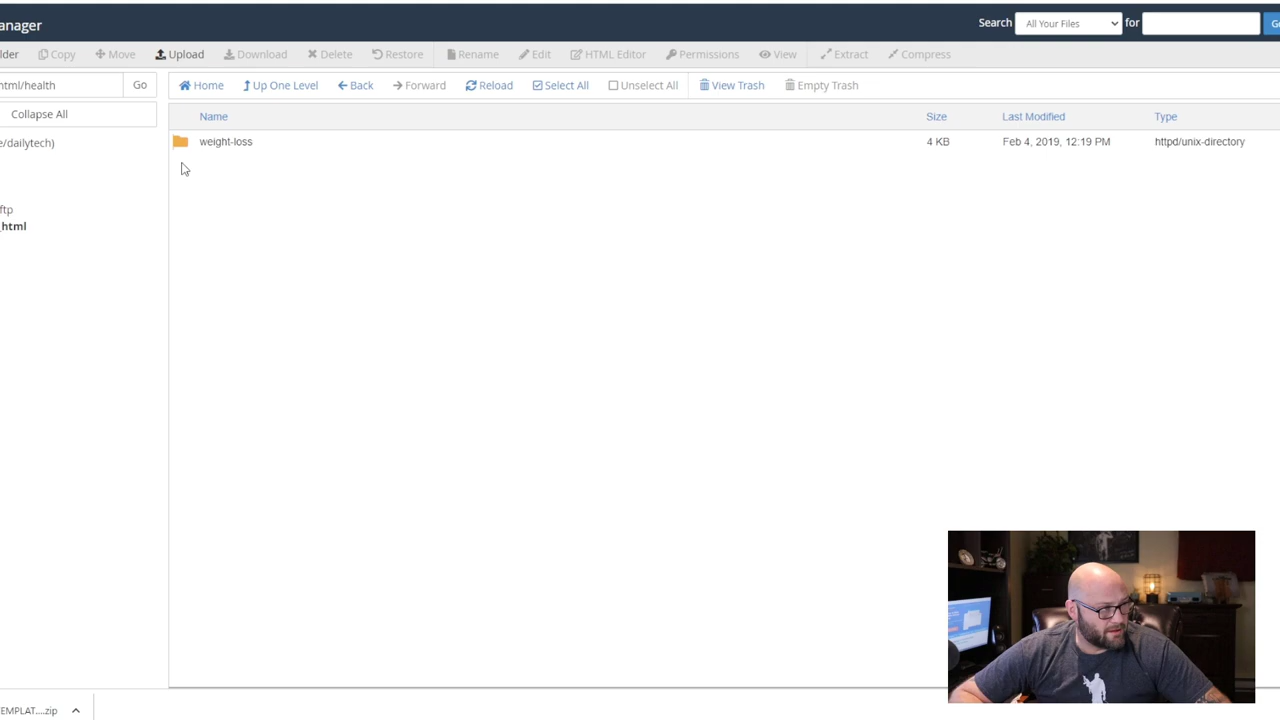 anager
Search All Your Files for Go
lder Copy Move Upload Download Delete Restore Rename Edit HTML Editor Permissions View Extract Compress
html/health Go Home Up One Level Back Forward Reload Select All Unselect All View Trash Empty Trash
Collapse All
Name Size Last Modified Type
e/dailytech)
weight-loss 4 KB Feb 4, 2019, 12:19 PM httpd/unix-directory
ftp
_html
EMPLAT....zip